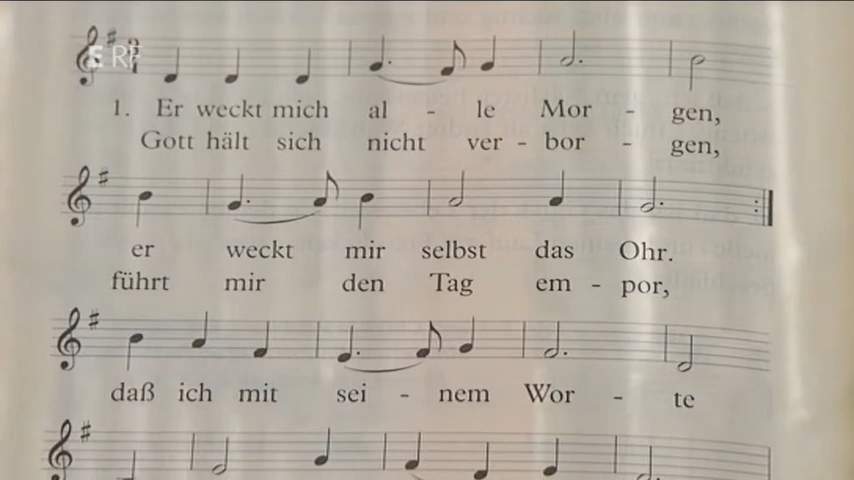 ERF
1. Er weckt mich al - le Mor - gen,
Gott hält sich nicht ver - bor - gen,
er weckt mir selbst das Ohr.
führt mir den Tag em - por,
daß ich mit sei - nem Wor - te